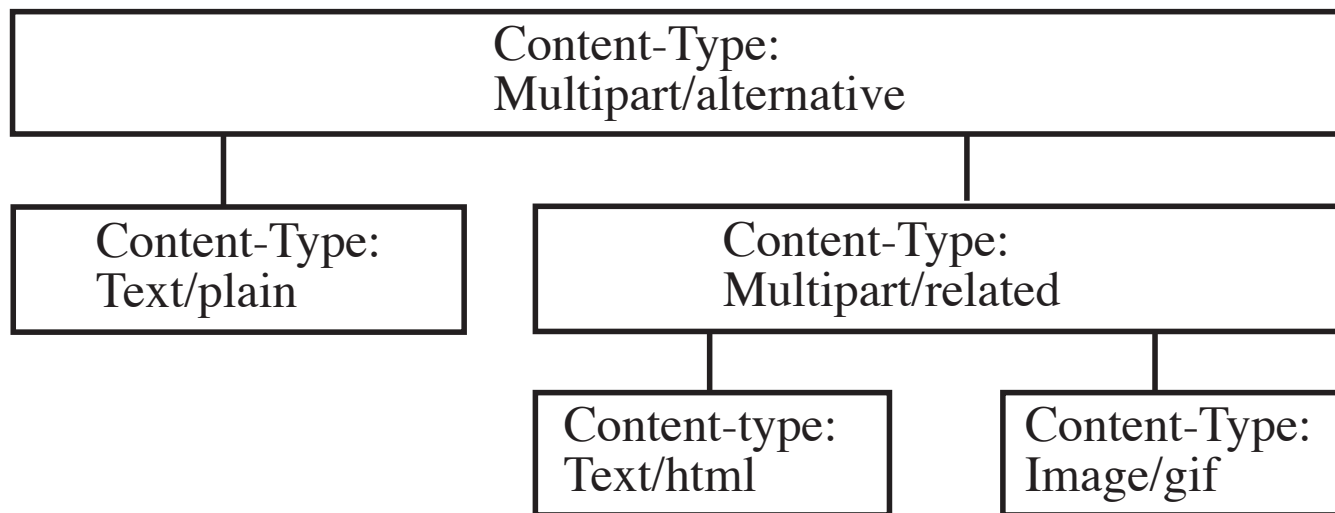 Content-Type:
Multipart/alternative
Content-Type:
Text/plain
Content-Type:
Multipart/related
Content-type:
Text/html
Content-Type:
Image/gif